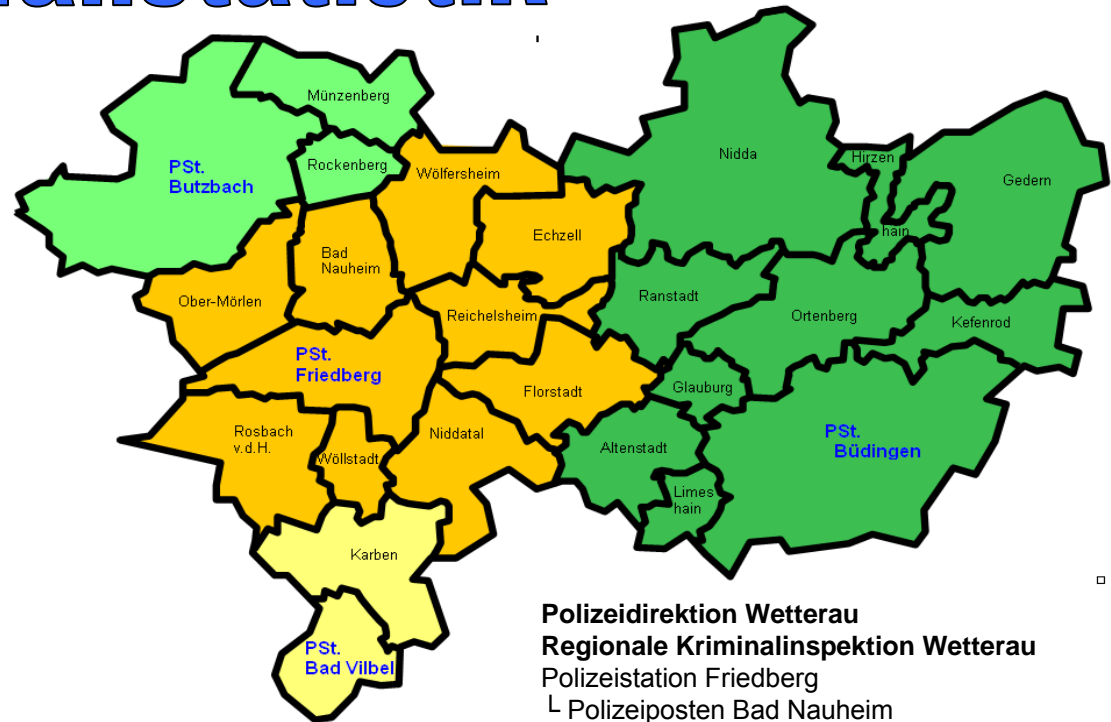 Münzenberg
PSt.
Butzbach
Rockenberg
Wölfersheim
Nidda
Hirzen
hain
Gedern
Bad
Nauheim
Echzell
Ober-Mörlen
Reichelsheim
Ranstadt
Ortenberg
Kefenrod
PSt.
Friedberg
Florstadt
Glauburg
Rosbach
v.d.H.
Wöllstadt
Niddatal
Altenstadt
PSt.
Büdingen
Limes
hain
Karben
PSt.
Bad Vilbel
Polizeidirektion Wetterau
Regionale Kriminalinspektion Wetterau
Polizeistation Friedberg
└ Polizeiposten Bad Nauheim